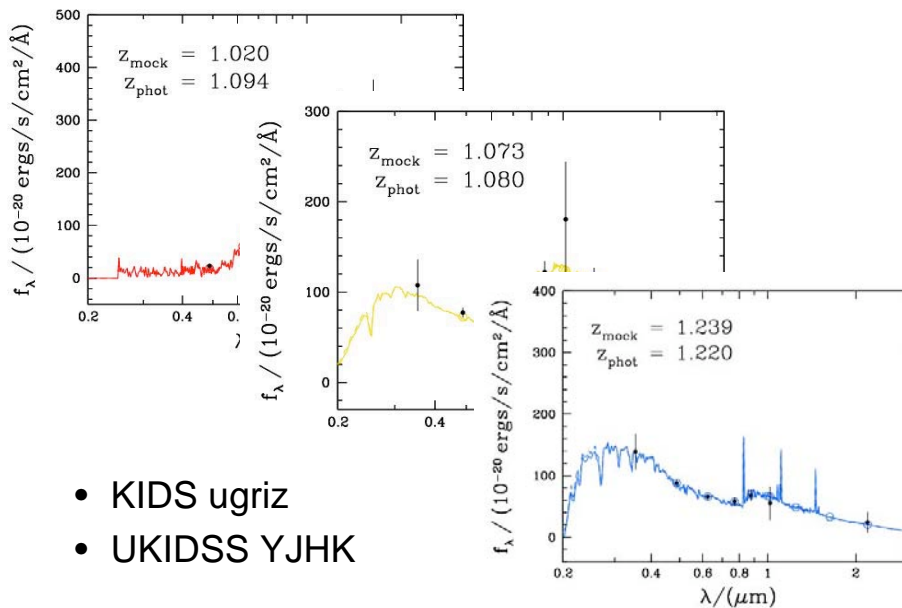 500
400
300
200
100
0
f_λ / (10⁻²⁰ ergs/s/cm²/Å)
z_mock = 1.020
z_phot = 1.094
0.2
0.4
300
200
100
0
f_λ / (10⁻²⁰ ergs/s/cm²/Å)
z_mock = 1.073
z_phot = 1.080
0.2
0.4
400
300
200
100
0
f_λ / (10⁻²⁰ ergs/s/cm²/Å)
z_mock = 1.239
z_phot = 1.220
0.2
0.4
0.6
0.8
1
2
λ/(μm)
• KIDS ugriz
• UKIDSS YJHK